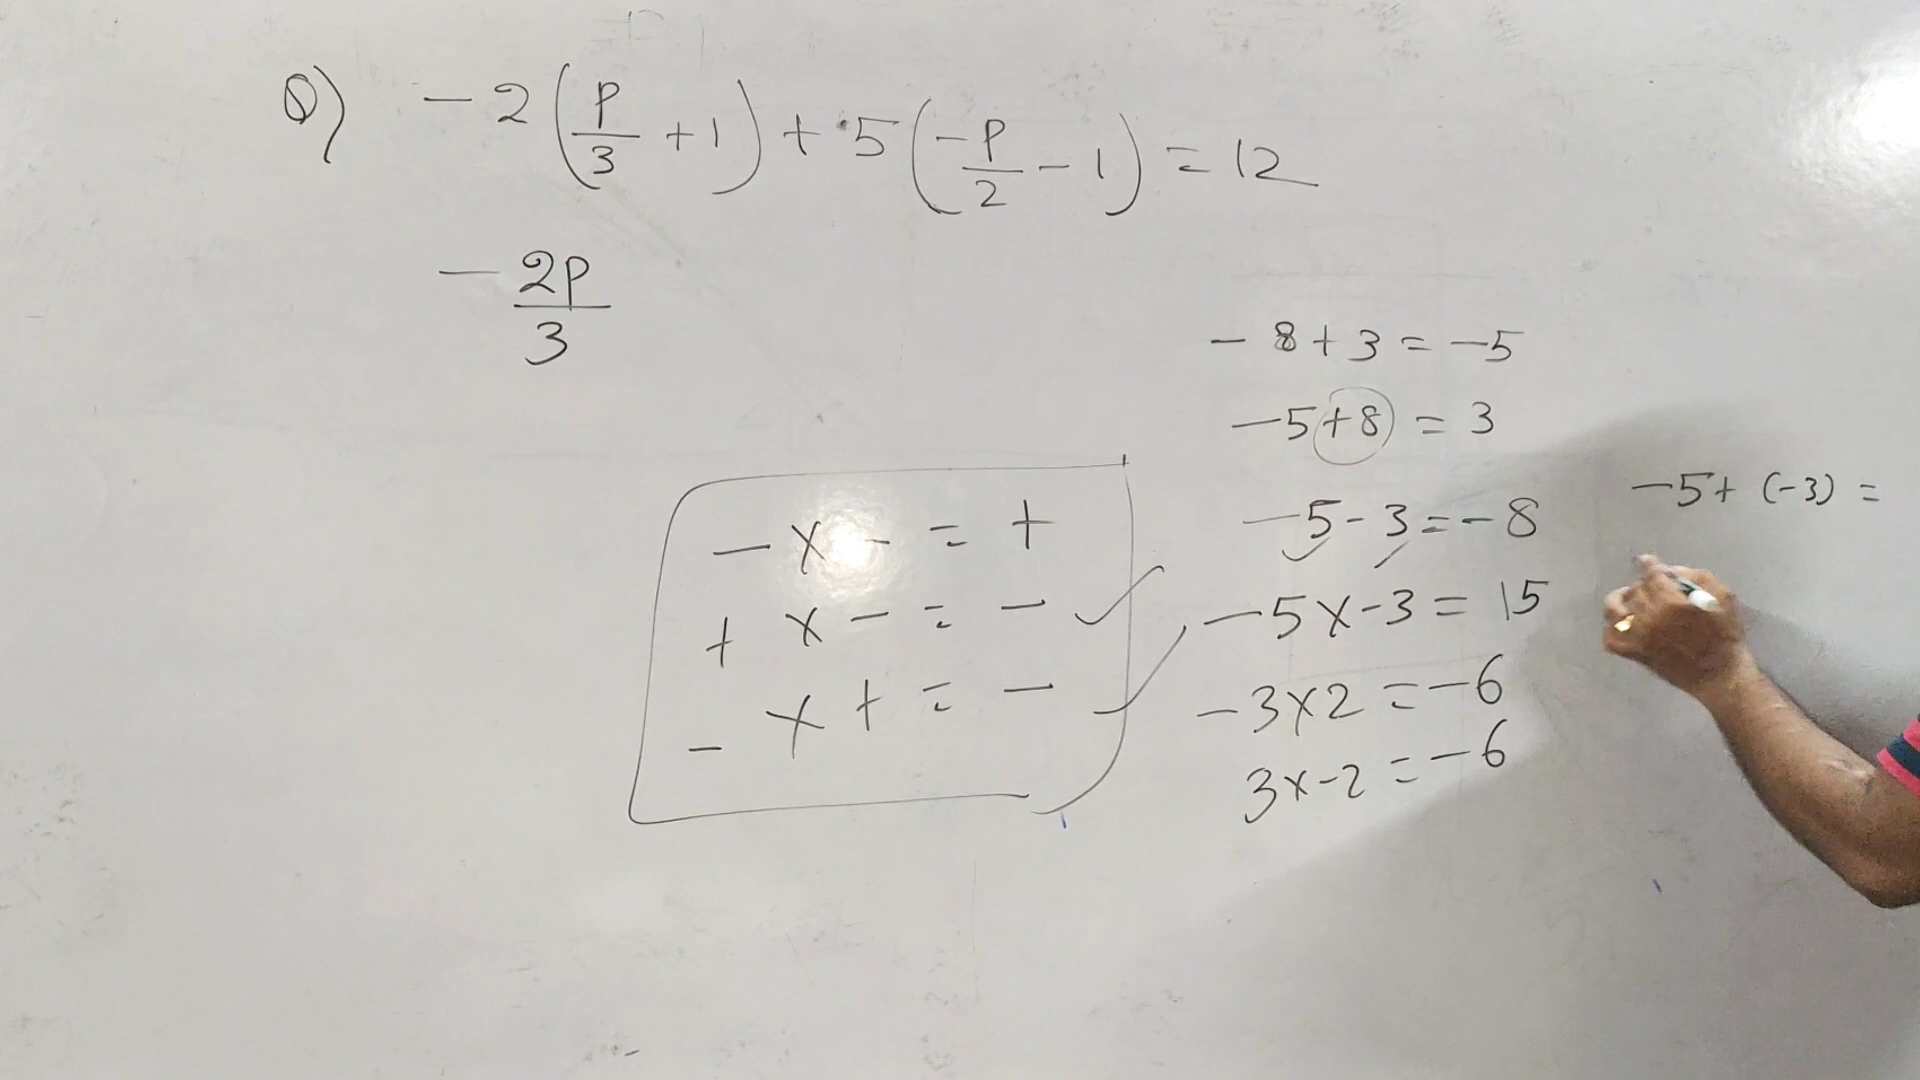 Q) -2(p/3 + 1) + 5(-p/2 - 1) = 12
- 2p/3
- 8 + 3 = -5
-5 + 8 = 3
-5 - 3 = -8
-5 x -3 = 15
-3 x 2 = -6
3 x -2 = -6
- x - = +
+ x - = -
- x + = -
-5 + (-3) =